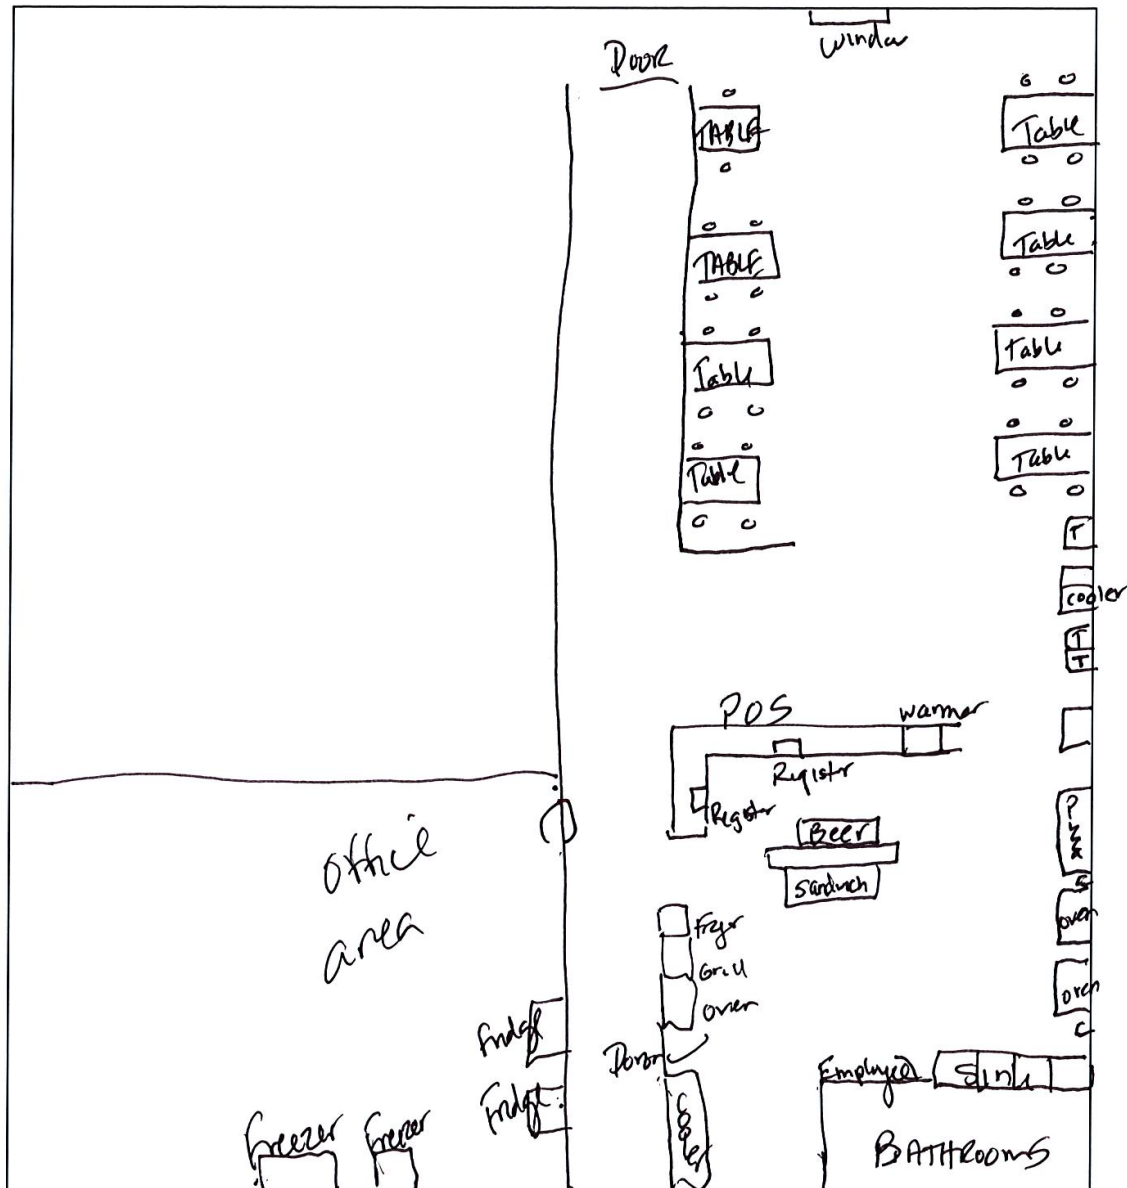 Window
Door
TABLE
Table
TABLE
Table
Table
Table
Table
Table
T
cooler
T
T
POS
warmer
Register
Register
Beer
Sandwich
Pizza
S
oven
oven
C
office
area
Fryer
Grill
oven
Fridge
Fridge
Cooler
Employee
Sink
Freezer
Freezer
BATHROOMS